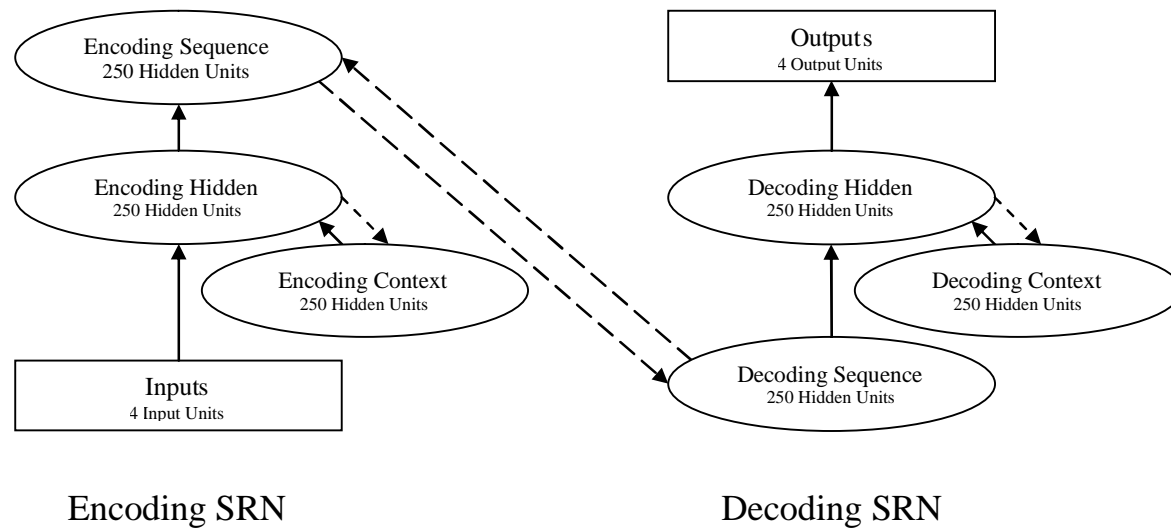 Encoding Sequence
250 Hidden Units
Encoding Hidden
250 Hidden Units
Encoding Context
250 Hidden Units
Inputs
4 Input Units
Encoding SRN
Outputs
4 Output Units
Decoding Hidden
250 Hidden Units
Decoding Context
250 Hidden Units
Decoding Sequence
250 Hidden Units
Decoding SRN